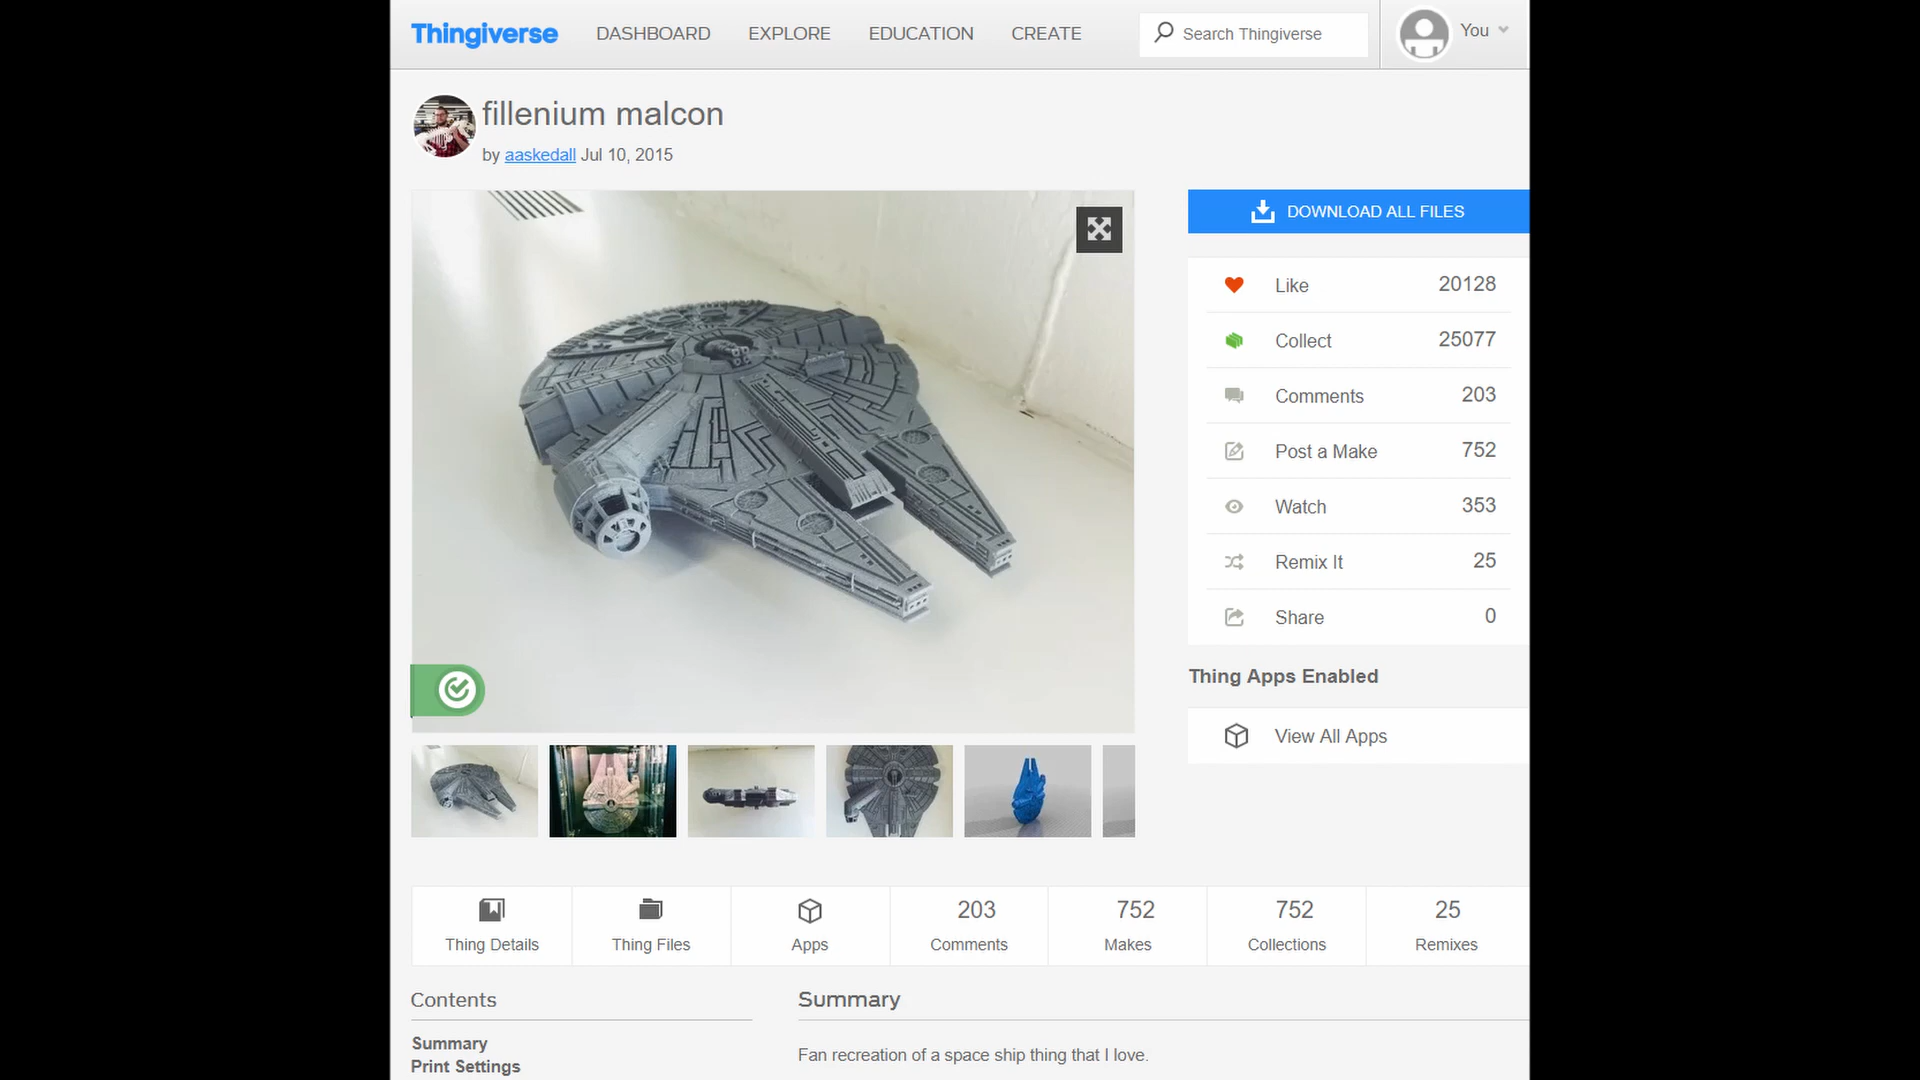 Thingiverse
DASHBOARD
EXPLORE
EDUCATION
CREATE
Search Thingiverse
You
fillenium malcon
by aaskedall Jul 10, 2015
DOWNLOAD ALL FILES
Like 20128
Collect 25077
Comments 203
Post a Make 752
Watch 353
Remix It 25
Share 0
Thing Apps Enabled
View All Apps
Thing Details
Thing Files
Apps
203
Comments
752
Makes
752
Collections
25
Remixes
Contents
Summary
Print Settings
Summary
Fan recreation of a space ship thing that I love.